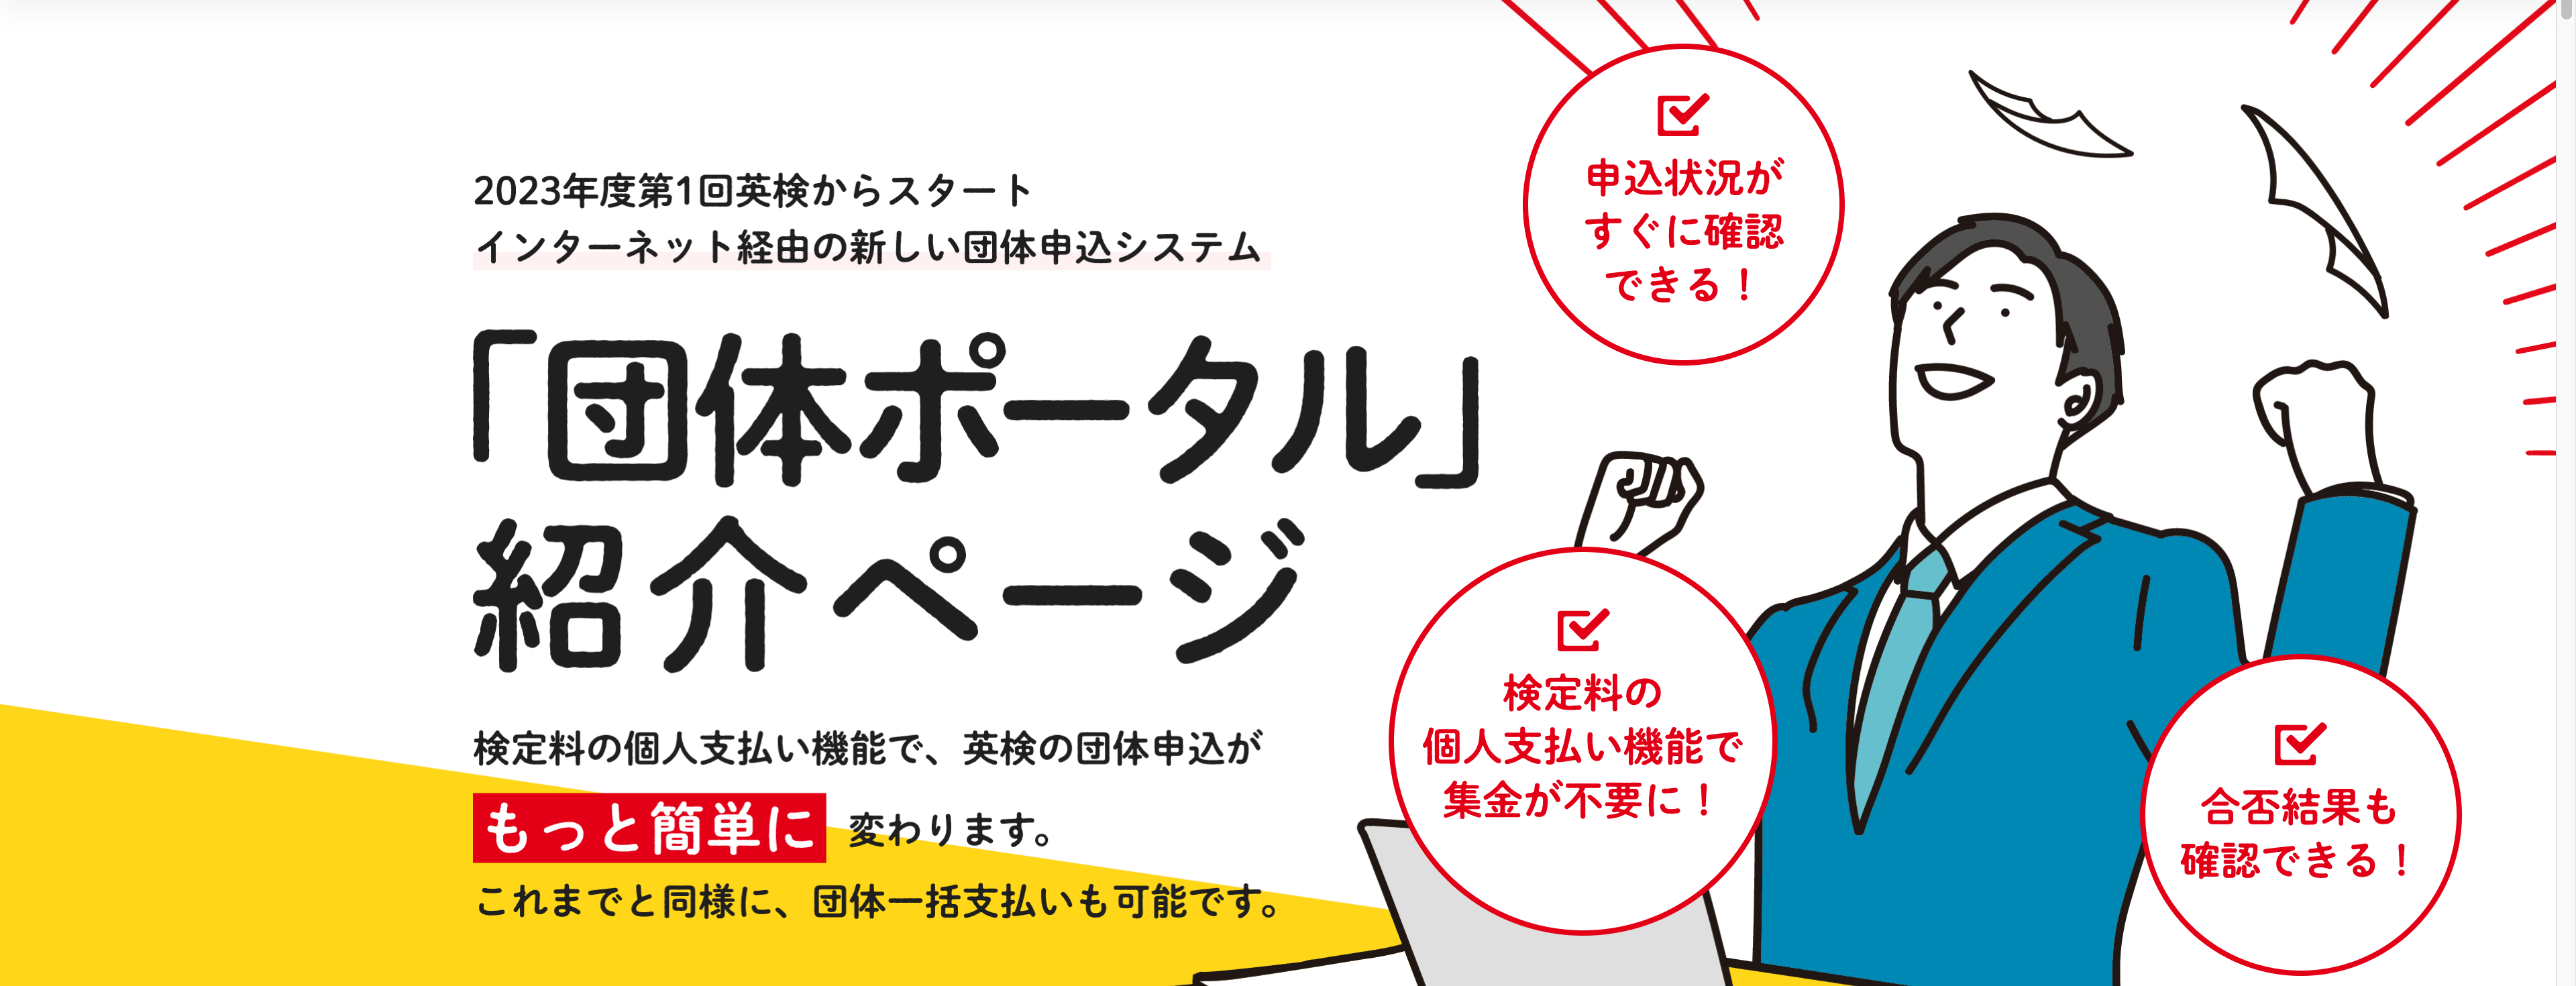 2023年度第1回英検からスタート
インターネット経由の新しい団体申込システム
「団体ポータル」
紹介ページ
検定料の個人支払い機能で、英検の団体申込が
もっと簡単に 変わります。
これまでと同様に、団体一括支払いも可能です。
申込状況が
すぐに確認
できる！
検定料の
個人支払い機能で
集金が不要に！
合否結果も
確認できる！